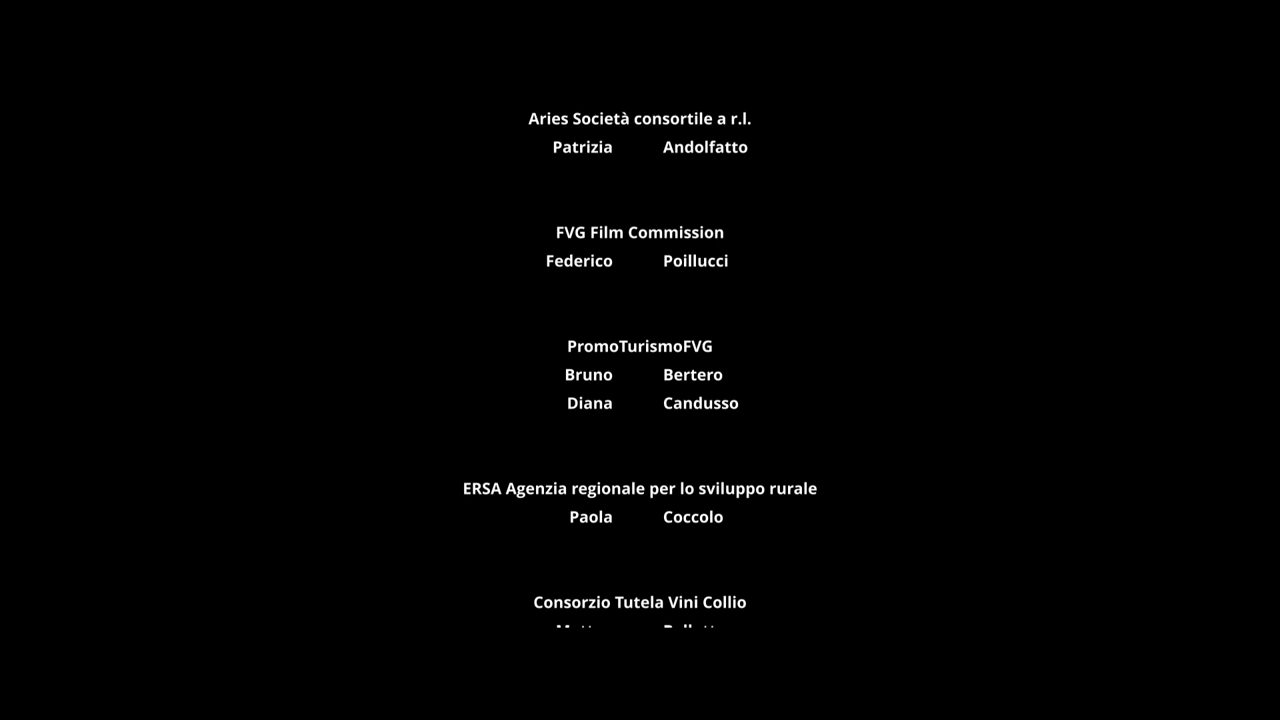 Aries Società consortile a r.l.
Patrizia Andolfatto
FVG Film Commission
Federico Poillucci
PromoTurismoFVG
Bruno Bertero
Diana Candusso
ERSA Agenzia regionale per lo sviluppo rurale
Paola Coccolo
Consorzio Tutela Vini Collio